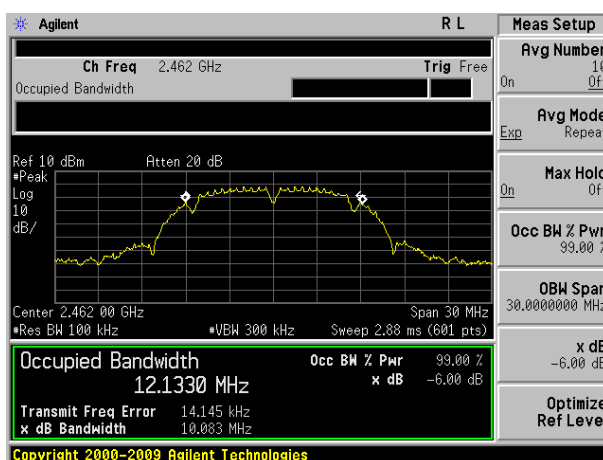 Agilent R L Meas Setup
Ch Freq 2.462 GHz Trig Free
Occupied Bandwidth
Avg Number
10
On Of
Avg Mode
Exp Repea
Max Hold
On Of
Occ BW % Pwr
99.00 %
OBW Span
30.0000000 MHz
x dB
-6.00 dB
Optimize
Ref Level
Ref 10 dBm Atten 20 dB
#Peak
Log
10
dB/
Center 2.462 00 GHz Span 30 MHz
#Res BW 100 kHz #VBW 300 kHz Sweep 2.88 ms (601 pts)
Occupied Bandwidth Occ BW % Pwr 99.00 %
12.1330 MHz x dB -6.00 dB
Transmit Freq Error 14.145 kHz
x dB Bandwidth 10.083 MHz
Copyright 2000-2009 Agilent Technologies